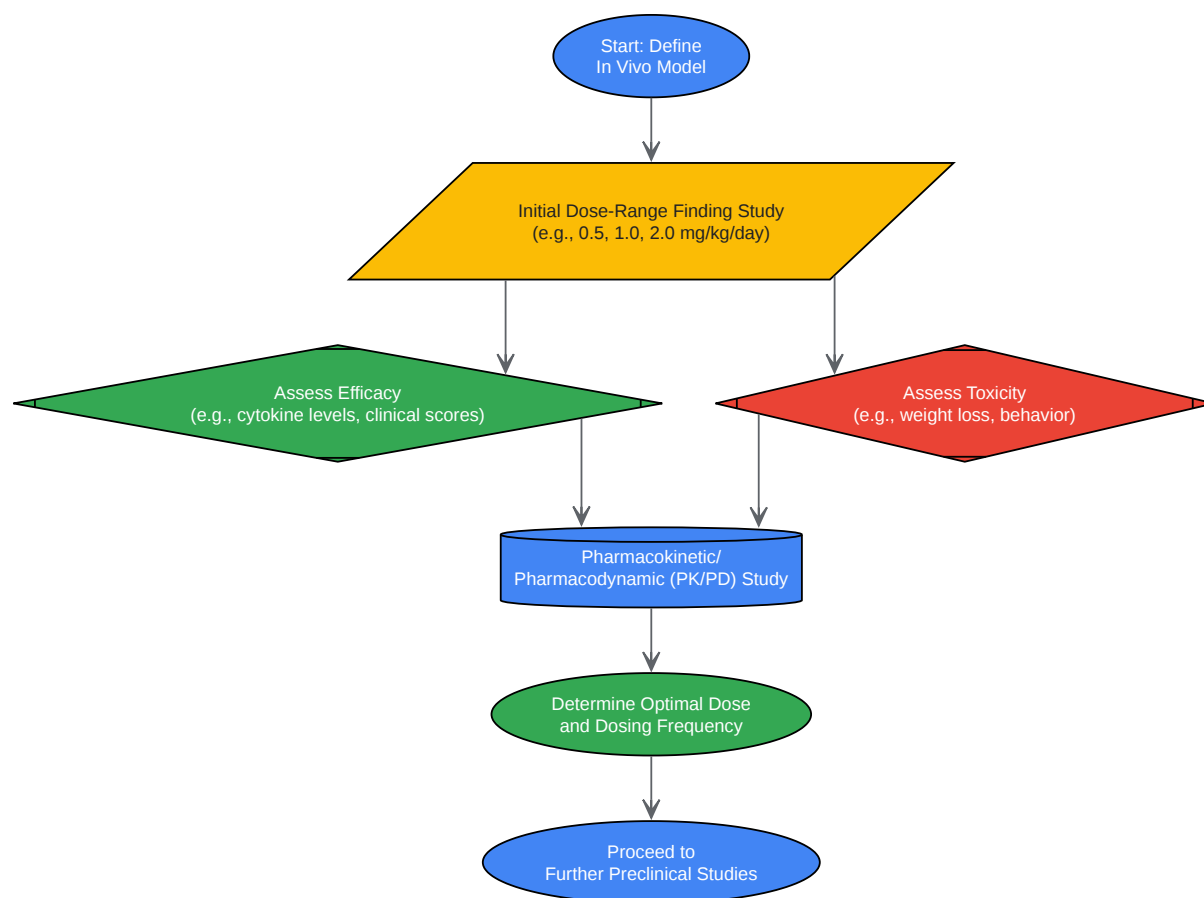 Start: Define
In Vivo Model
Initial Dose-Range Finding Study
(e.g., 0.5, 1.0, 2.0 mg/kg/day)
Assess Efficacy
(e.g., cytokine levels, clinical scores)
Assess Toxicity
(e.g., weight loss, behavior)
Pharmacokinetic/
Pharmacodynamic (PK/PD) Study
Determine Optimal Dose
and Dosing Frequency
Proceed to
Further Preclinical Studies